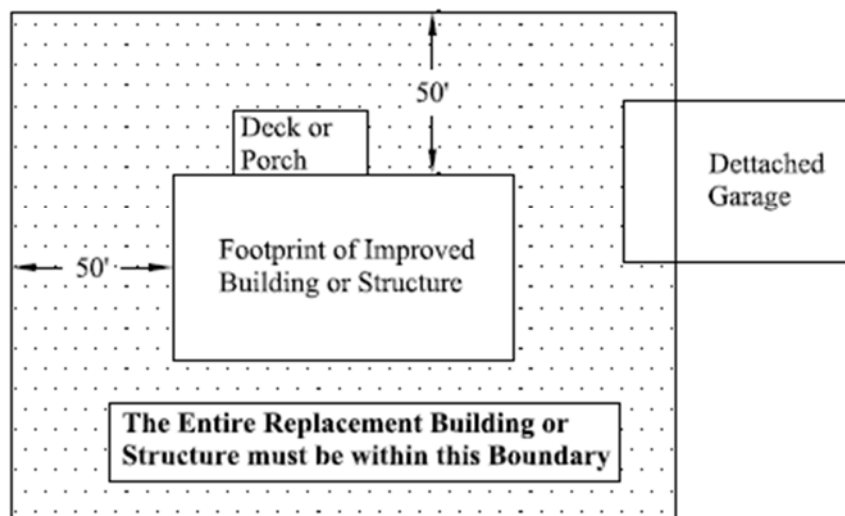 50'
Deck or
Porch
Dettached
Garage
Footprint of Improved
Building or Structure
50'
The Entire Replacement Building or
Structure must be within this Boundary